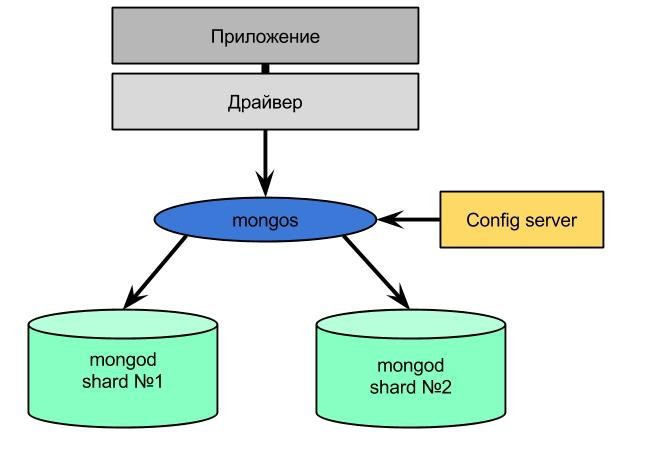 Приложение
Драйвер
mongos
Config server
mongod
shard №1
mongod
shard №2